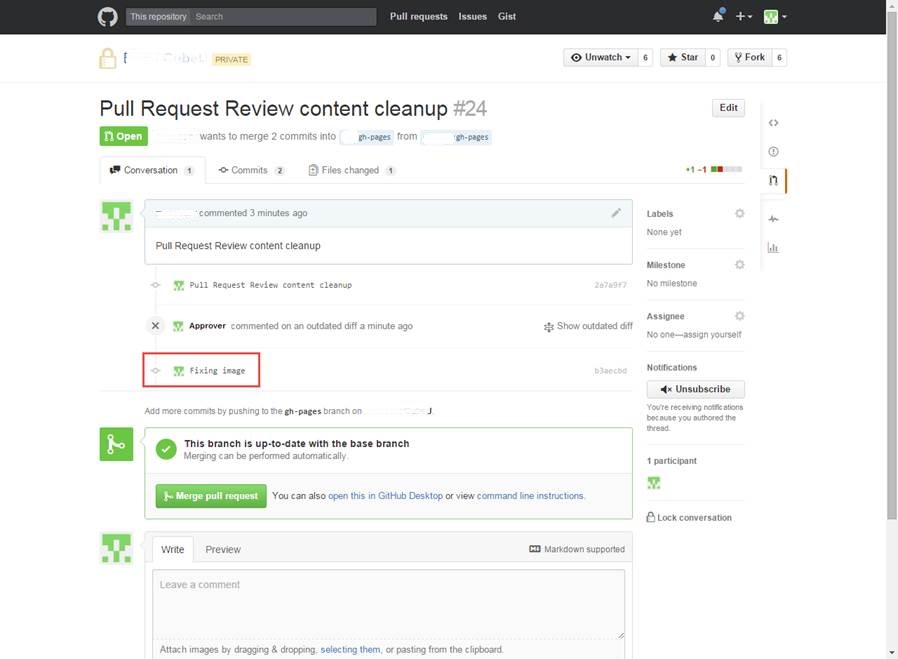 This repository Search Pull requests Issues Gist
PRIVATE Unwatch 6 Star 0 Fork 6
Pull Request Review content cleanup #24 Edit
Open wants to merge 2 commits into gh-pages from gh-pages
Conversation 1 Commits 2 Files changed 1 +1 −1
commented 3 minutes ago
Pull Request Review content cleanup
Pull Request Review content cleanup 2a7a9f7
Approver commented on an outdated diff a minute ago Show outdated diff
Fixing image b3aecbd
Add more commits by pushing to the gh-pages branch on
This branch is up-to-date with the base branch
Merging can be performed automatically.
Merge pull request You can also open this in GitHub Desktop or view command line instructions.
Write Preview Markdown supported
Leave a comment
Attach images by dragging & dropping, selecting them, or pasting from the clipboard.
Labels
None yet
Milestone
No milestone
Assignee
No one—assign yourself
Notifications
Unsubscribe
You're receiving notifications
because you authored the
thread.
1 participant
Lock conversation